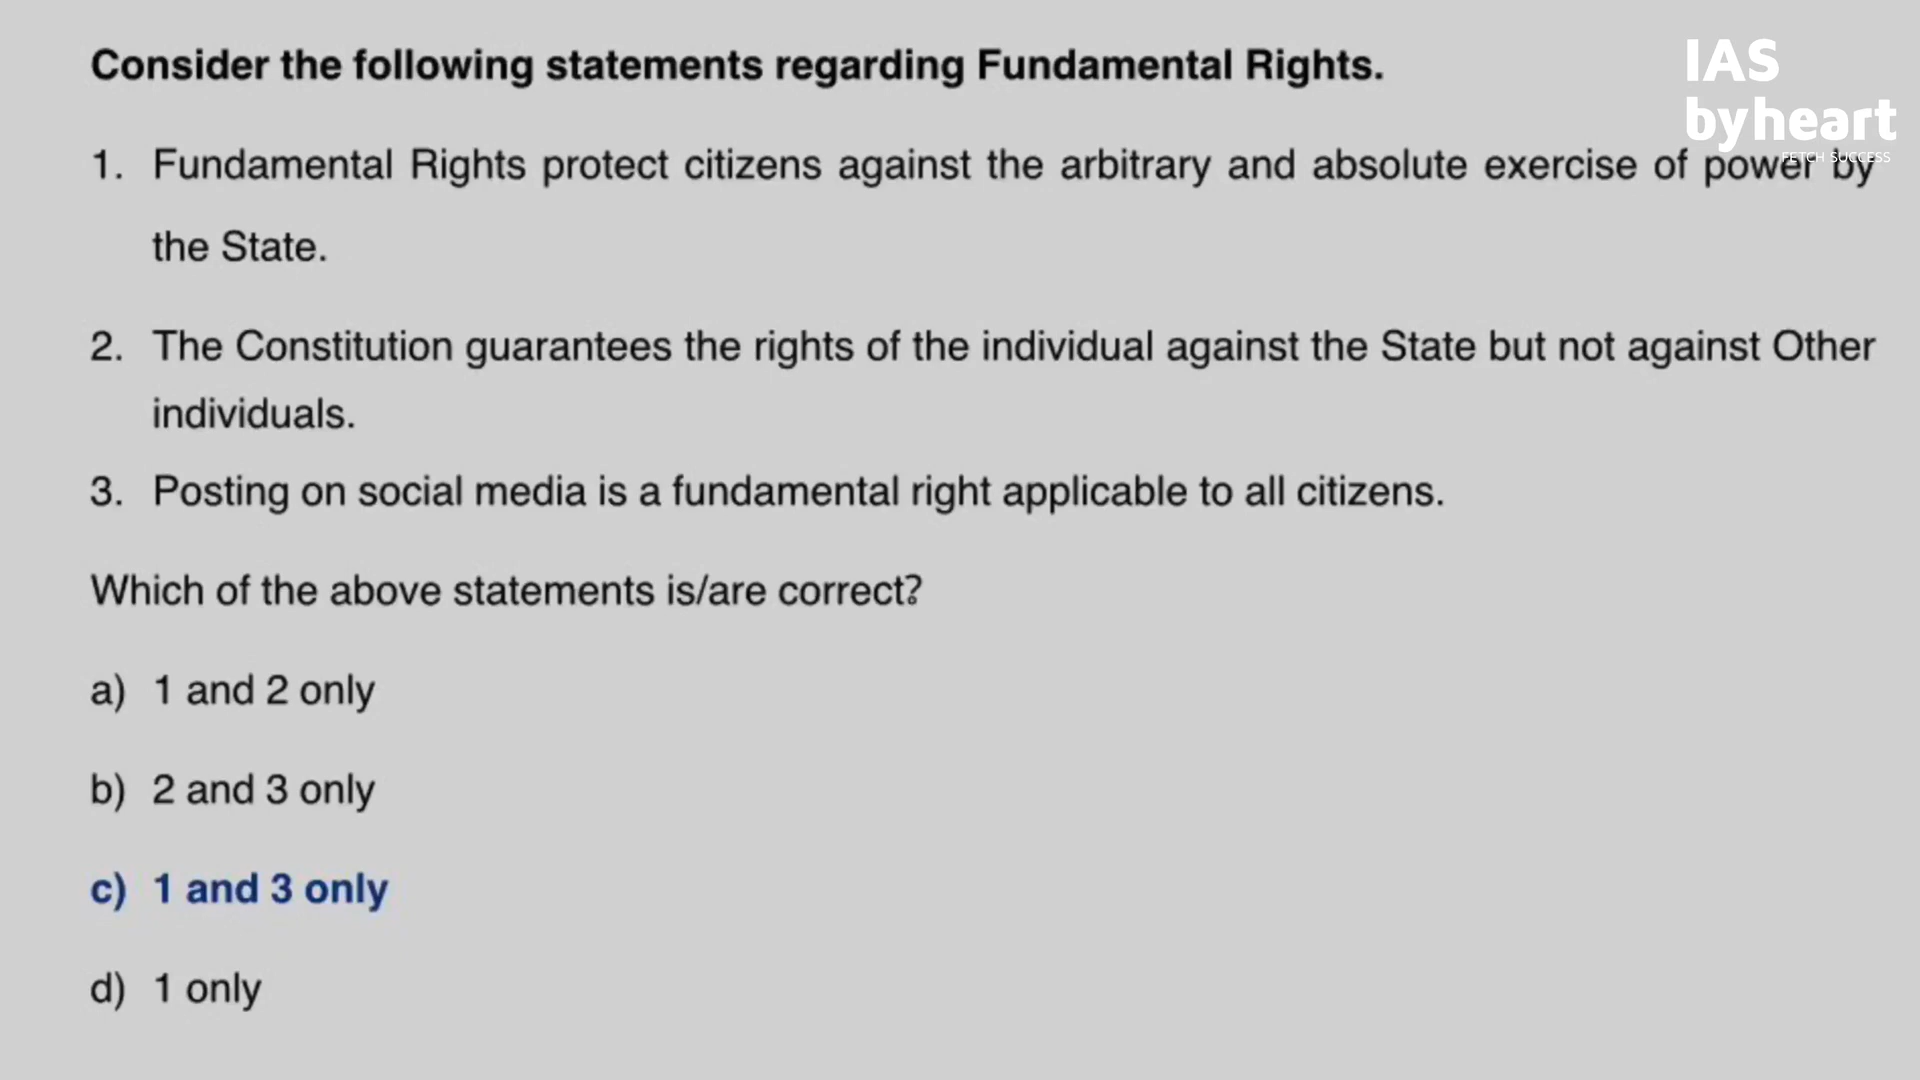 Consider the following statements regarding Fundamental Rights.
IAS
byheart
FETCH SUCCESS
1. Fundamental Rights protect citizens against the arbitrary and absolute exercise of power by
the State.
2. The Constitution guarantees the rights of the individual against the State but not against Other
individuals.
3. Posting on social media is a fundamental right applicable to all citizens.
Which of the above statements is/are correct?
a) 1 and 2 only
b) 2 and 3 only
c) 1 and 3 only
d) 1 only